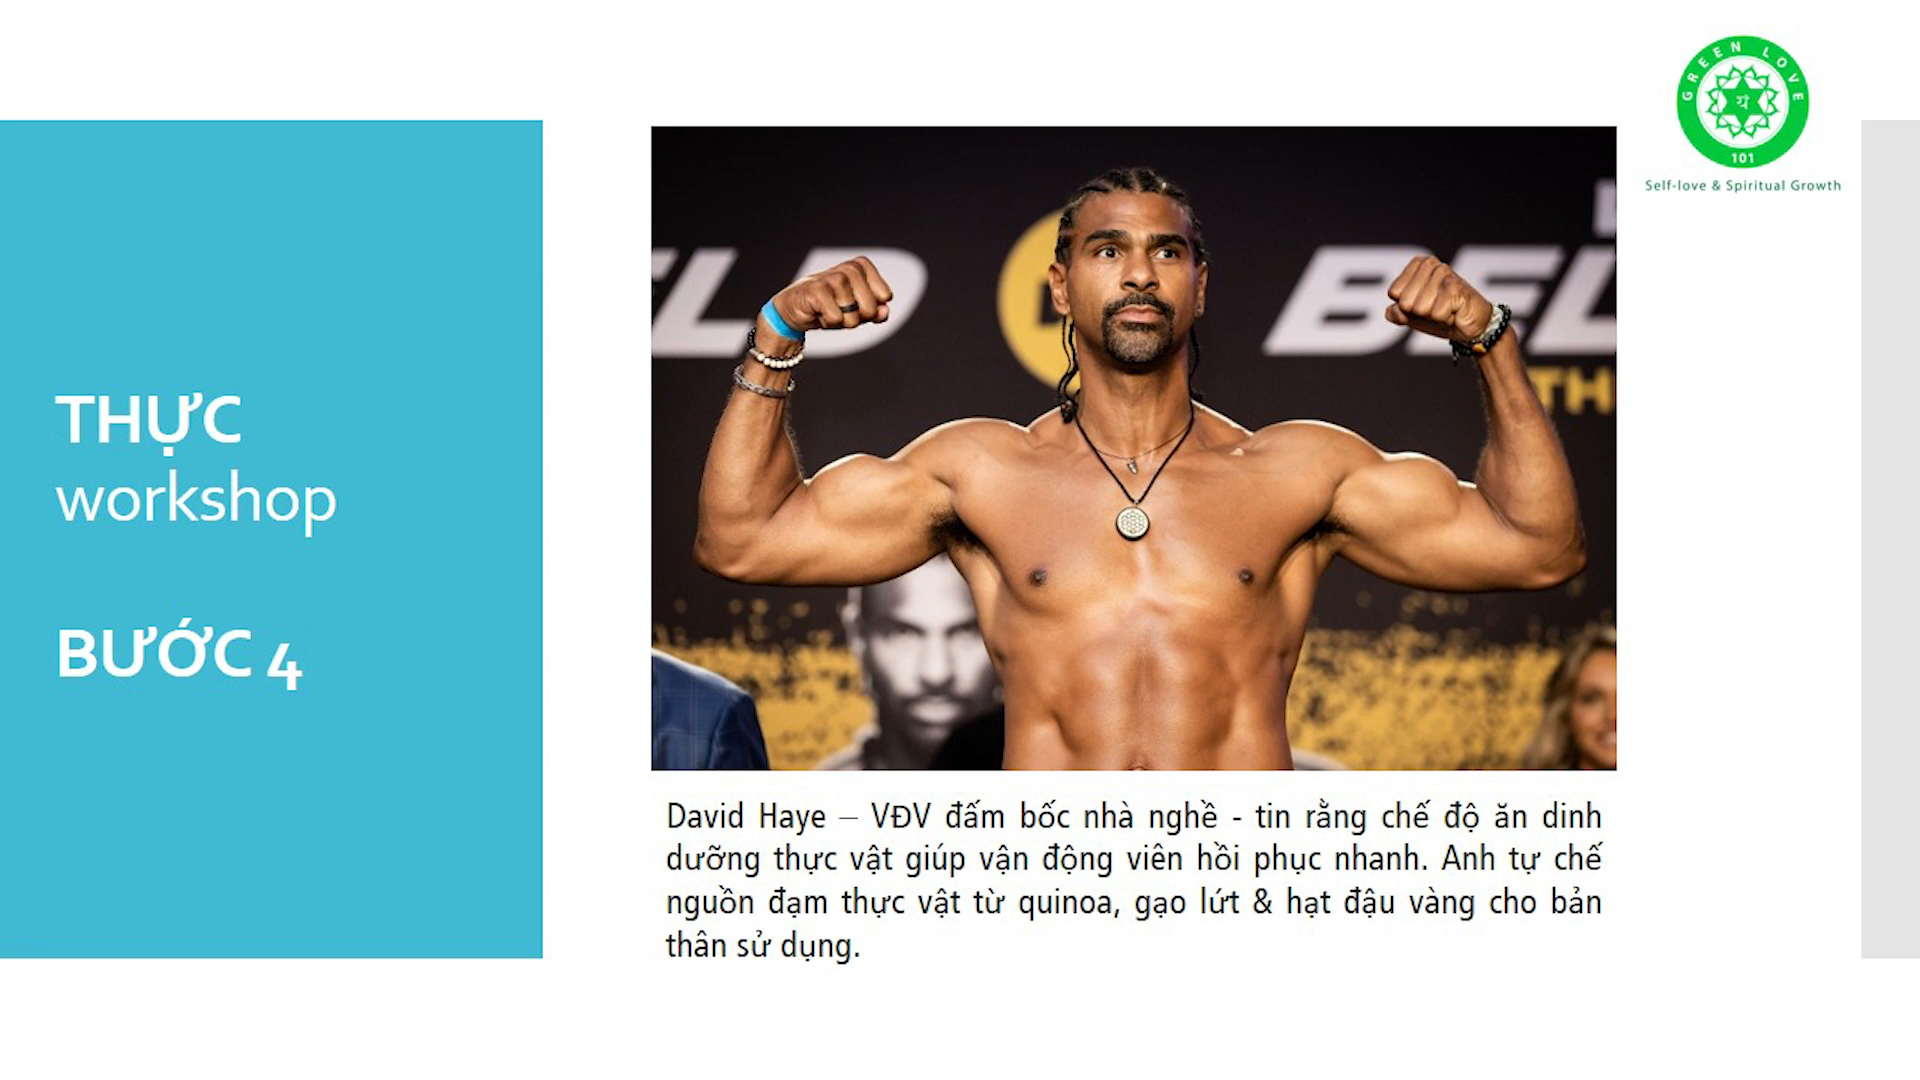 GREEN LOVE
101
Self-love & Spiritual Growth
THỰC
workshop
BƯỚC 4
David Haye – VĐV đấm bốc nhà nghề - tin rằng chế độ ăn dinh
dưỡng thực vật giúp vận động viên hồi phục nhanh. Anh tự chế
nguồn đạm thực vật từ quinoa, gạo lứt & hạt đậu vàng cho bản
thân sử dụng.